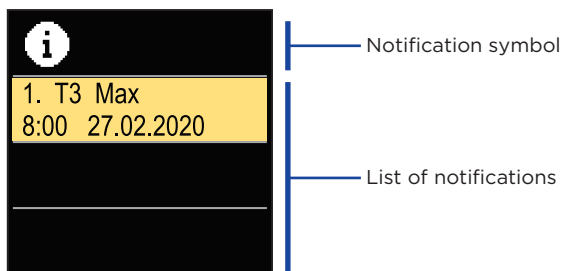 i
Notification symbol
1. T3 Max
8:00 27.02.2020
List of notifications